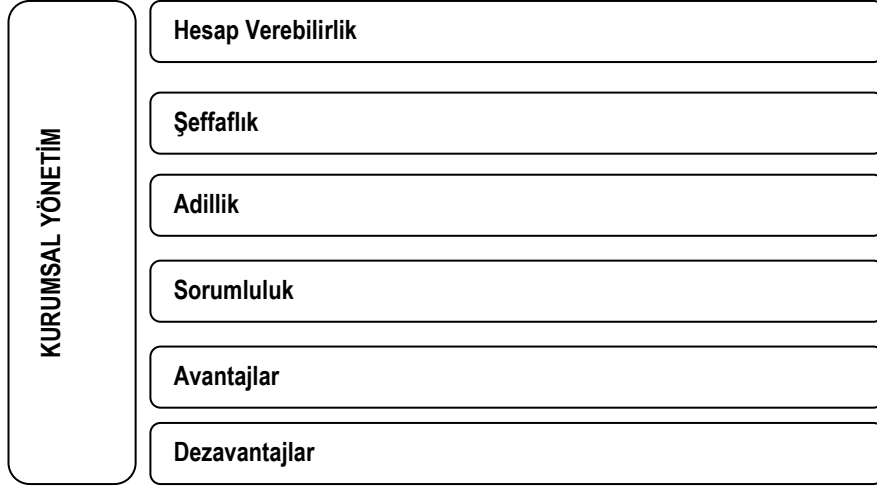 KURUMSAL YÖNETİM
Hesap Verebilirlik
Şeffaflık
Adillik
Sorumluluk
Avantajlar
Dezavantajlar